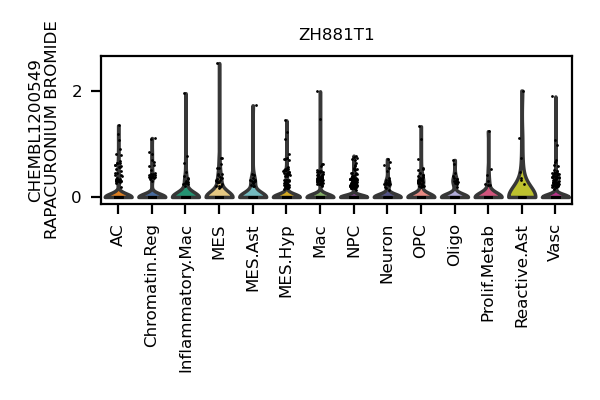 ZH881T1
CHEMBL1200549
RAPACURONIUM BROMIDE
2
0
AC
Chromatin.Reg
Inflammatory.Mac
MES
MES.Ast
MES.Hyp
Mac
NPC
Neuron
OPC
Oligo
Prolif.Metab
Reactive.Ast
Vasc